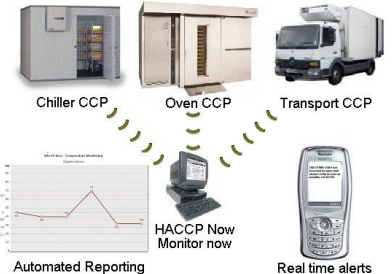 Chiller CCP
Oven CCP
Transport CCP
HACCP Now
Monitor now
Automated Reporting
Real time alerts